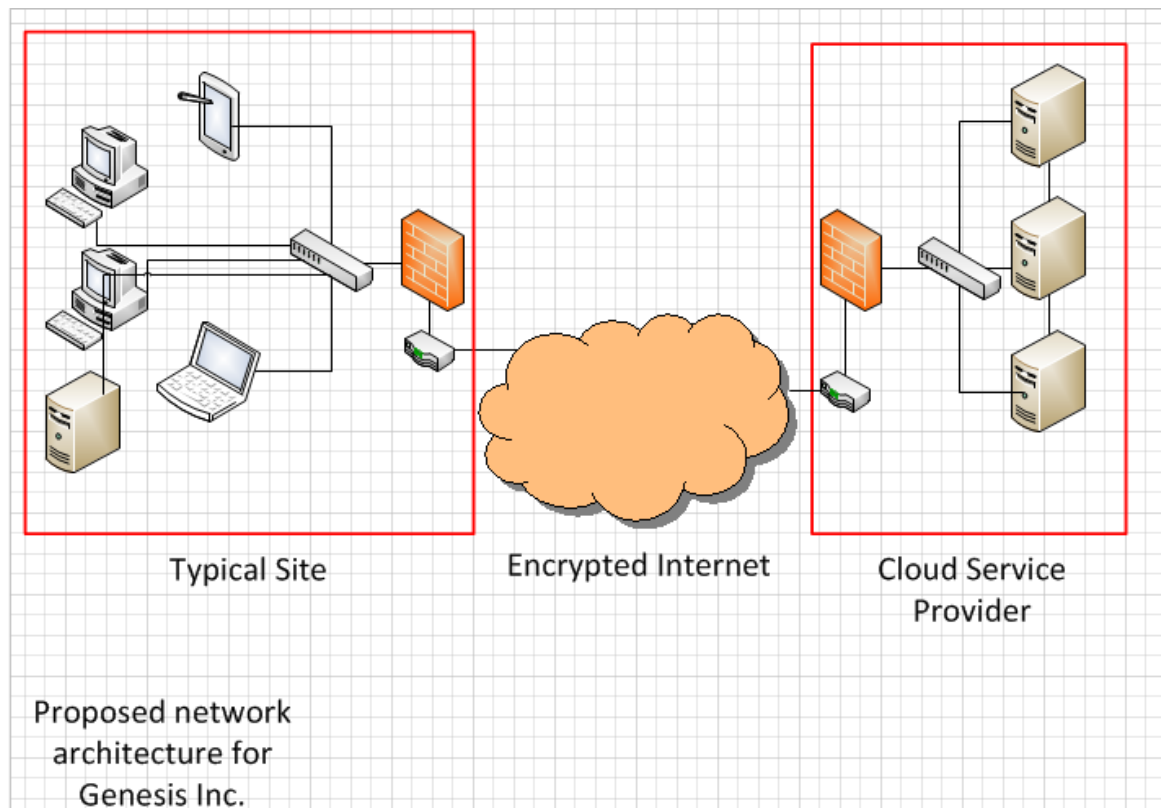 Typical Site
Encrypted Internet
Cloud Service
Provider
Proposed network
architecture for
Genesis Inc.